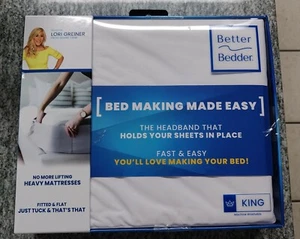 LORI GREINER
Better
Bedder
BED MAKING MADE EASY
THE HEADBAND THAT
HOLDS YOUR SHEETS IN PLACE
FAST & EASY
YOU'LL LOVE MAKING YOUR BED!
NO MORE LIFTING
HEAVY MATTRESSES
FITTED & FLAT
JUST TUCK & THAT'S THAT
KING